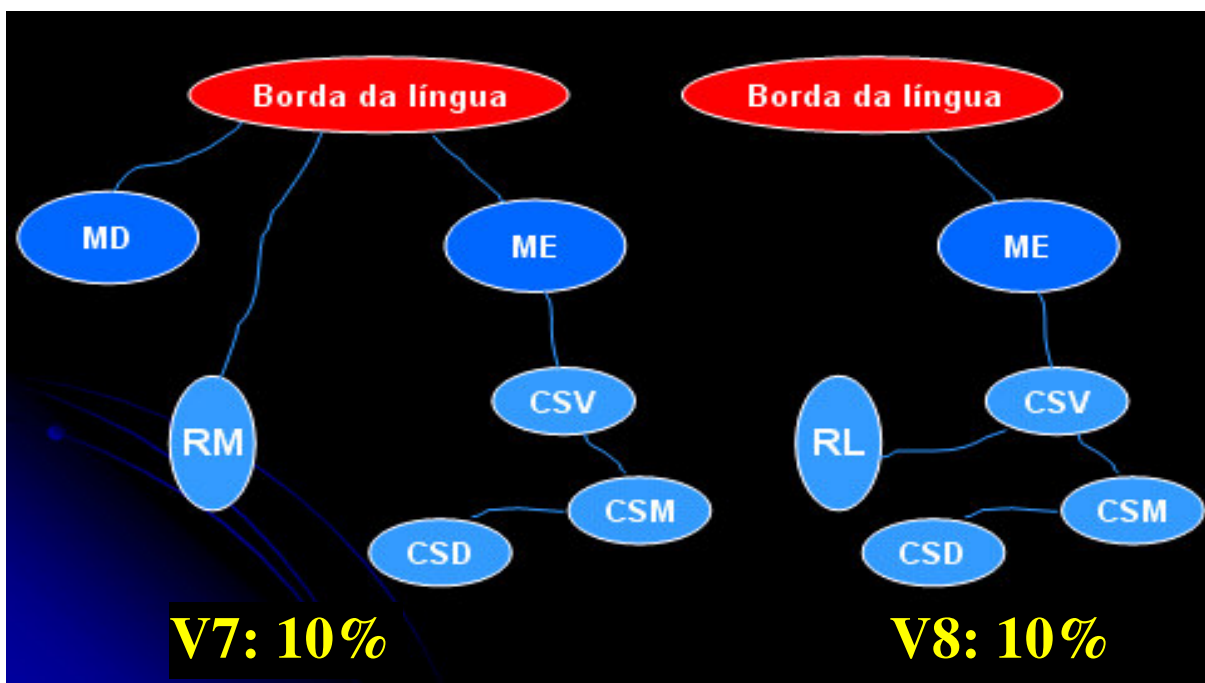 Borda da língua
MD
ME
RM
CSV
CSM
CSD
V7: 10%
Borda da língua
ME
CSV
RL
CSM
CSD
V8: 10%